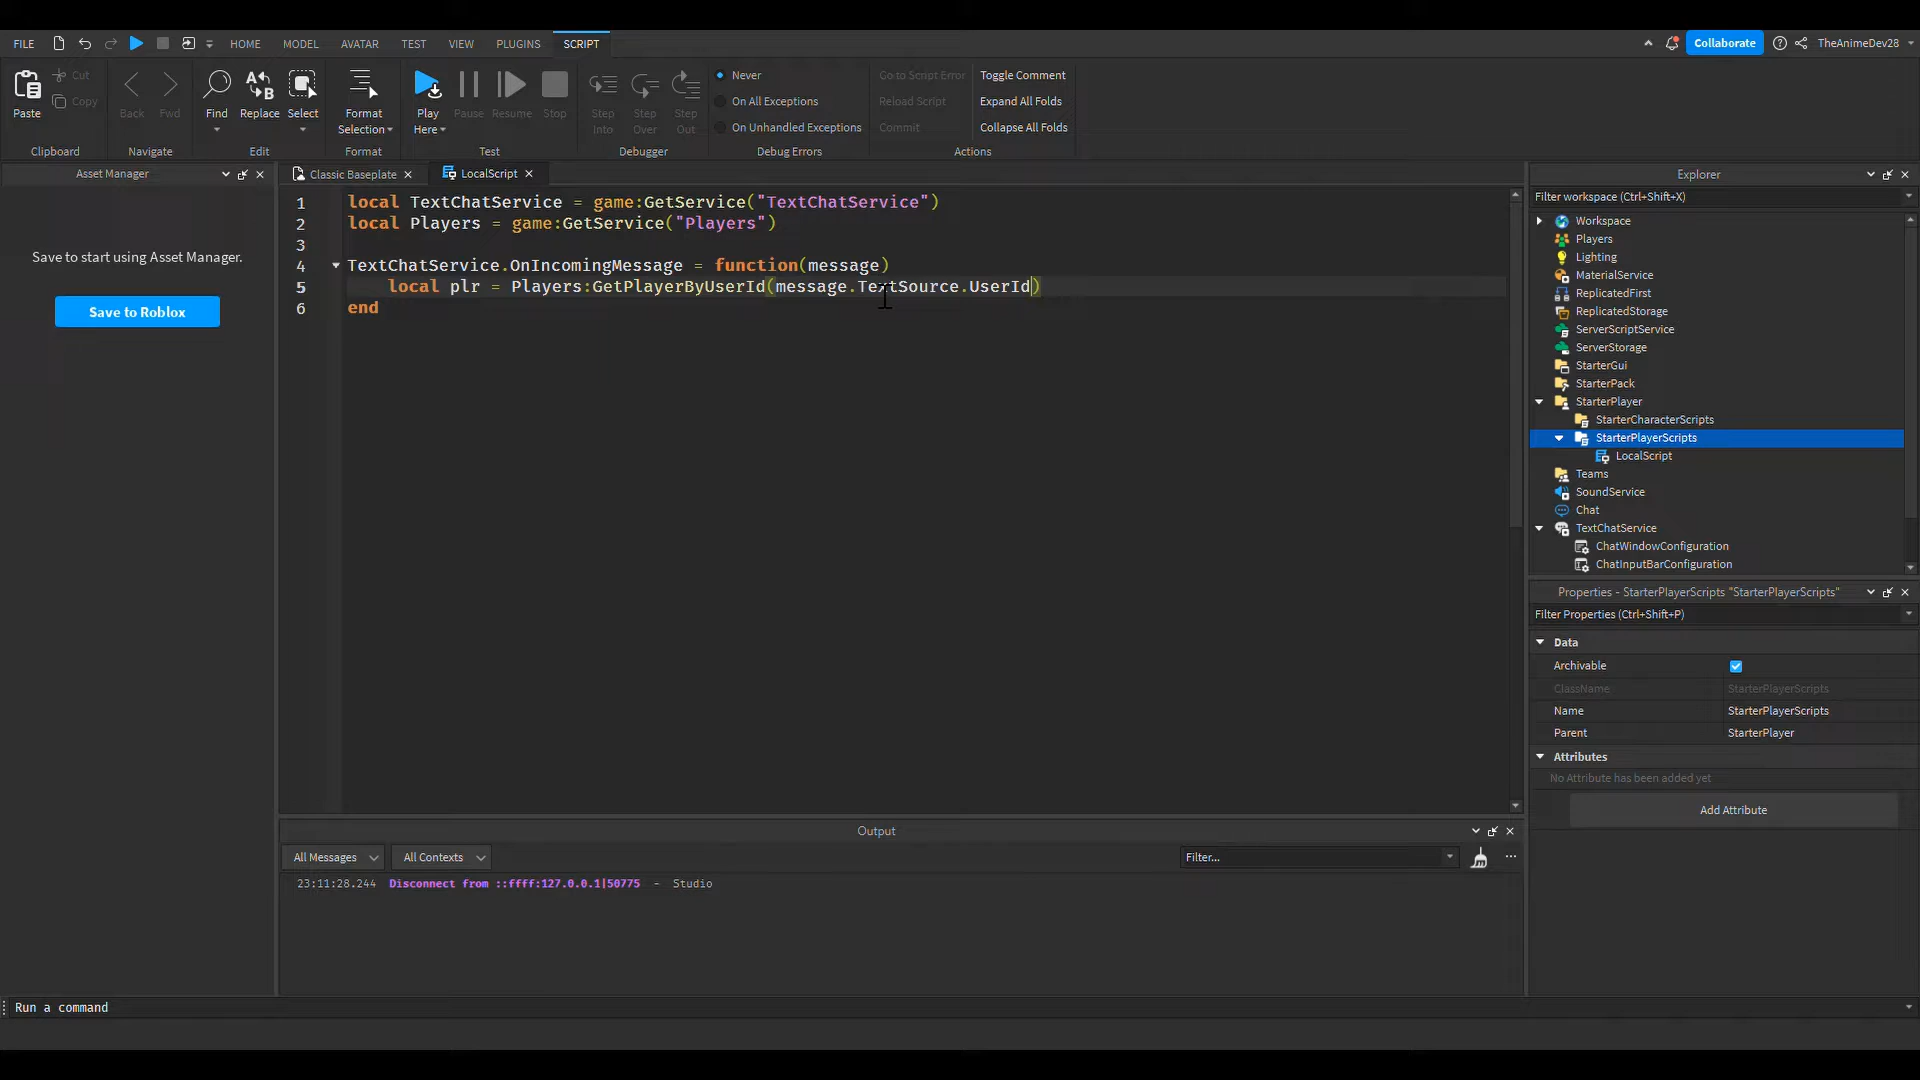 FILE HOME MODEL AVATAR TEST VIEW PLUGINS SCRIPT Collaborate TheAnimeDev28
Paste Cut Copy
Back Fwd
Find Replace Select
Format Selection
Play Here Pause Resume Stop
Step Into Step Over Step Out
Never
On All Exceptions
On Unhandled Exceptions
Go to Script Error
Reload Script
Commit
Toggle Comment
Expand All Folds
Collapse All Folds
Clipboard Navigate Edit Format Test Debugger Debug Errors Actions
Asset Manager
Save to start using Asset Manager.
Save to Roblox
Classic Baseplate LocalScript
1 local TextChatService = game:GetService("TextChatService")
2 local Players = game:GetService("Players")
3
4 TextChatService.OnIncomingMessage = function(message)
5 local plr = Players:GetPlayerByUserId(message.TextSource.UserId)
6 end
Output
All Messages All Contexts Filter...
23:11:28.244 Disconnect from ::ffff:127.0.0.1|50775 - Studio
Run a command
Explorer
Filter workspace (Ctrl+Shift+X)
Workspace
Players
Lighting
MaterialService
ReplicatedFirst
ReplicatedStorage
ServerScriptService
ServerStorage
StarterGui
StarterPack
StarterPlayer
StarterCharacterScripts
StarterPlayerScripts
LocalScript
Teams
SoundService
Chat
TextChatService
ChatWindowConfiguration
ChatInputBarConfiguration
Properties - StarterPlayerScripts "StarterPlayerScripts"
Filter Properties (Ctrl+Shift+P)
Data
Archivable
ClassName StarterPlayerScripts
Name StarterPlayerScripts
Parent StarterPlayer
Attributes
No Attribute has been added yet
Add Attribute